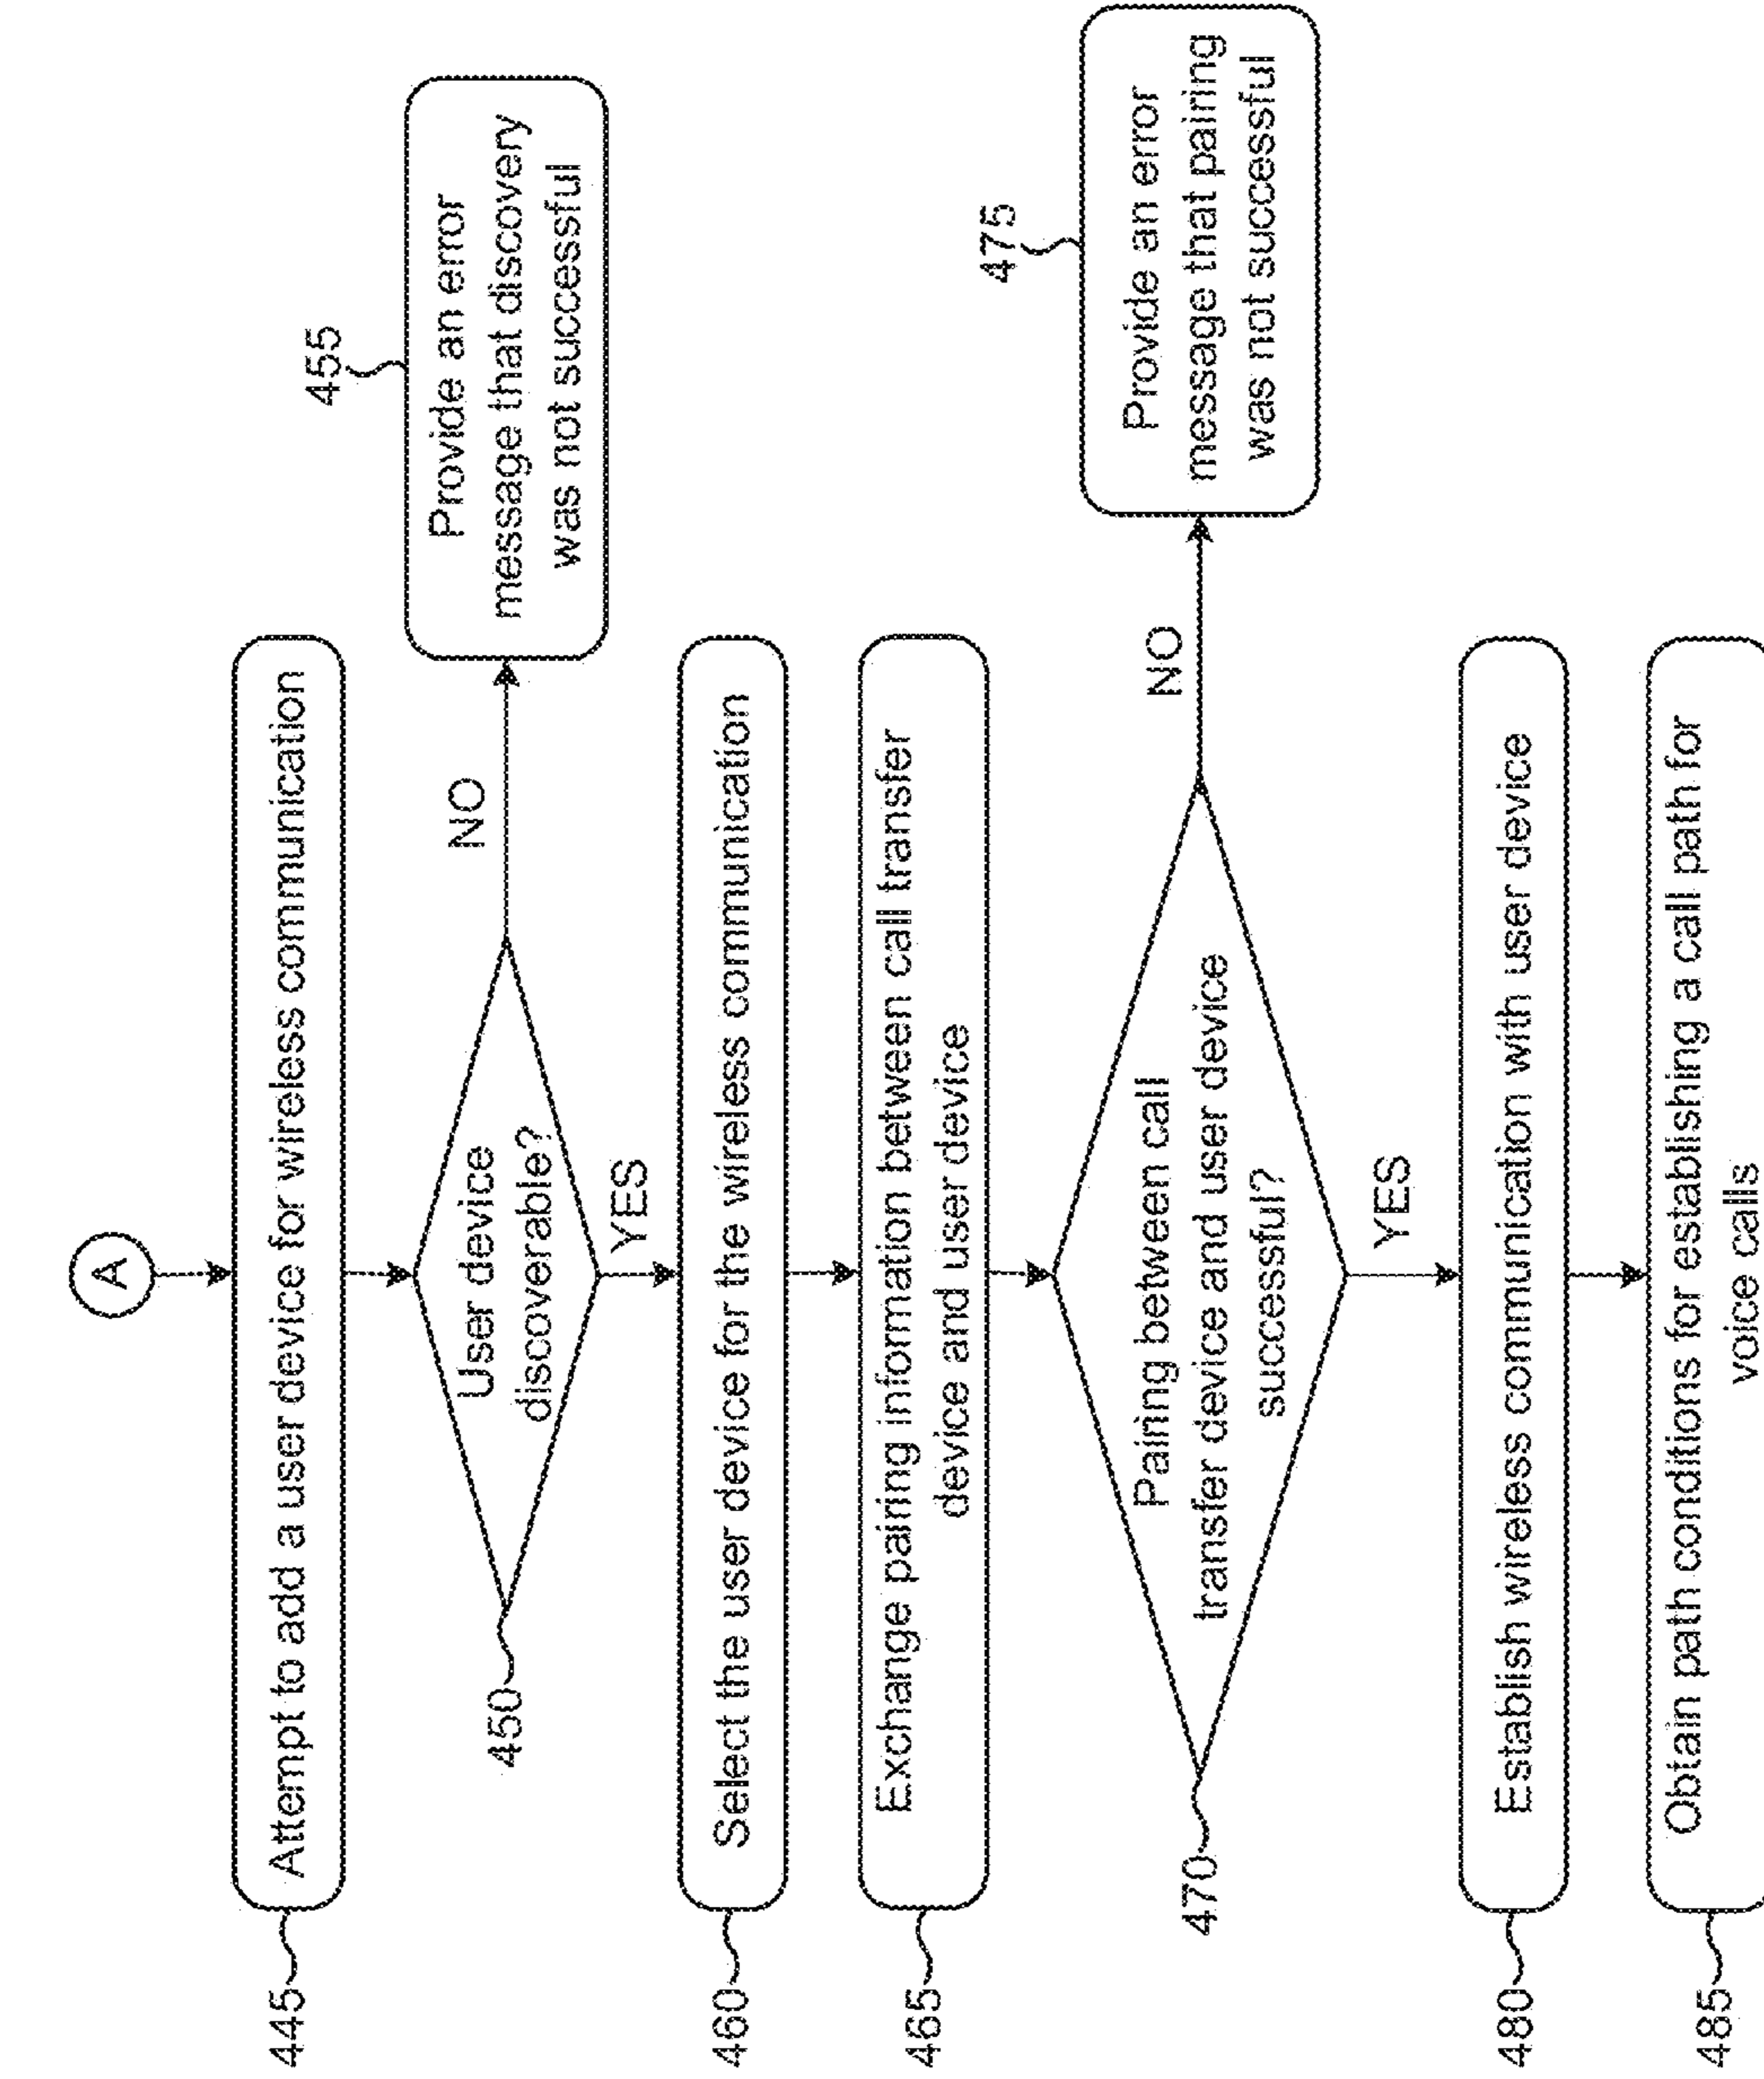 A
445
Attempt to add a user device for wireless communication
450
User device
discoverable?
NO
455
Provide an error
message that discovery
was not successful
YES
460
Select the user device for the wireless communication
465
Exchange pairing information between call transfer
device and user device
470
Pairing between call
transfer device and user device
successful?
NO
475
Provide an error
message that pairing
was not successful
YES
480
Establish wireless communication with user device
485
Obtain path conditions for establishing a call path for
voice calls